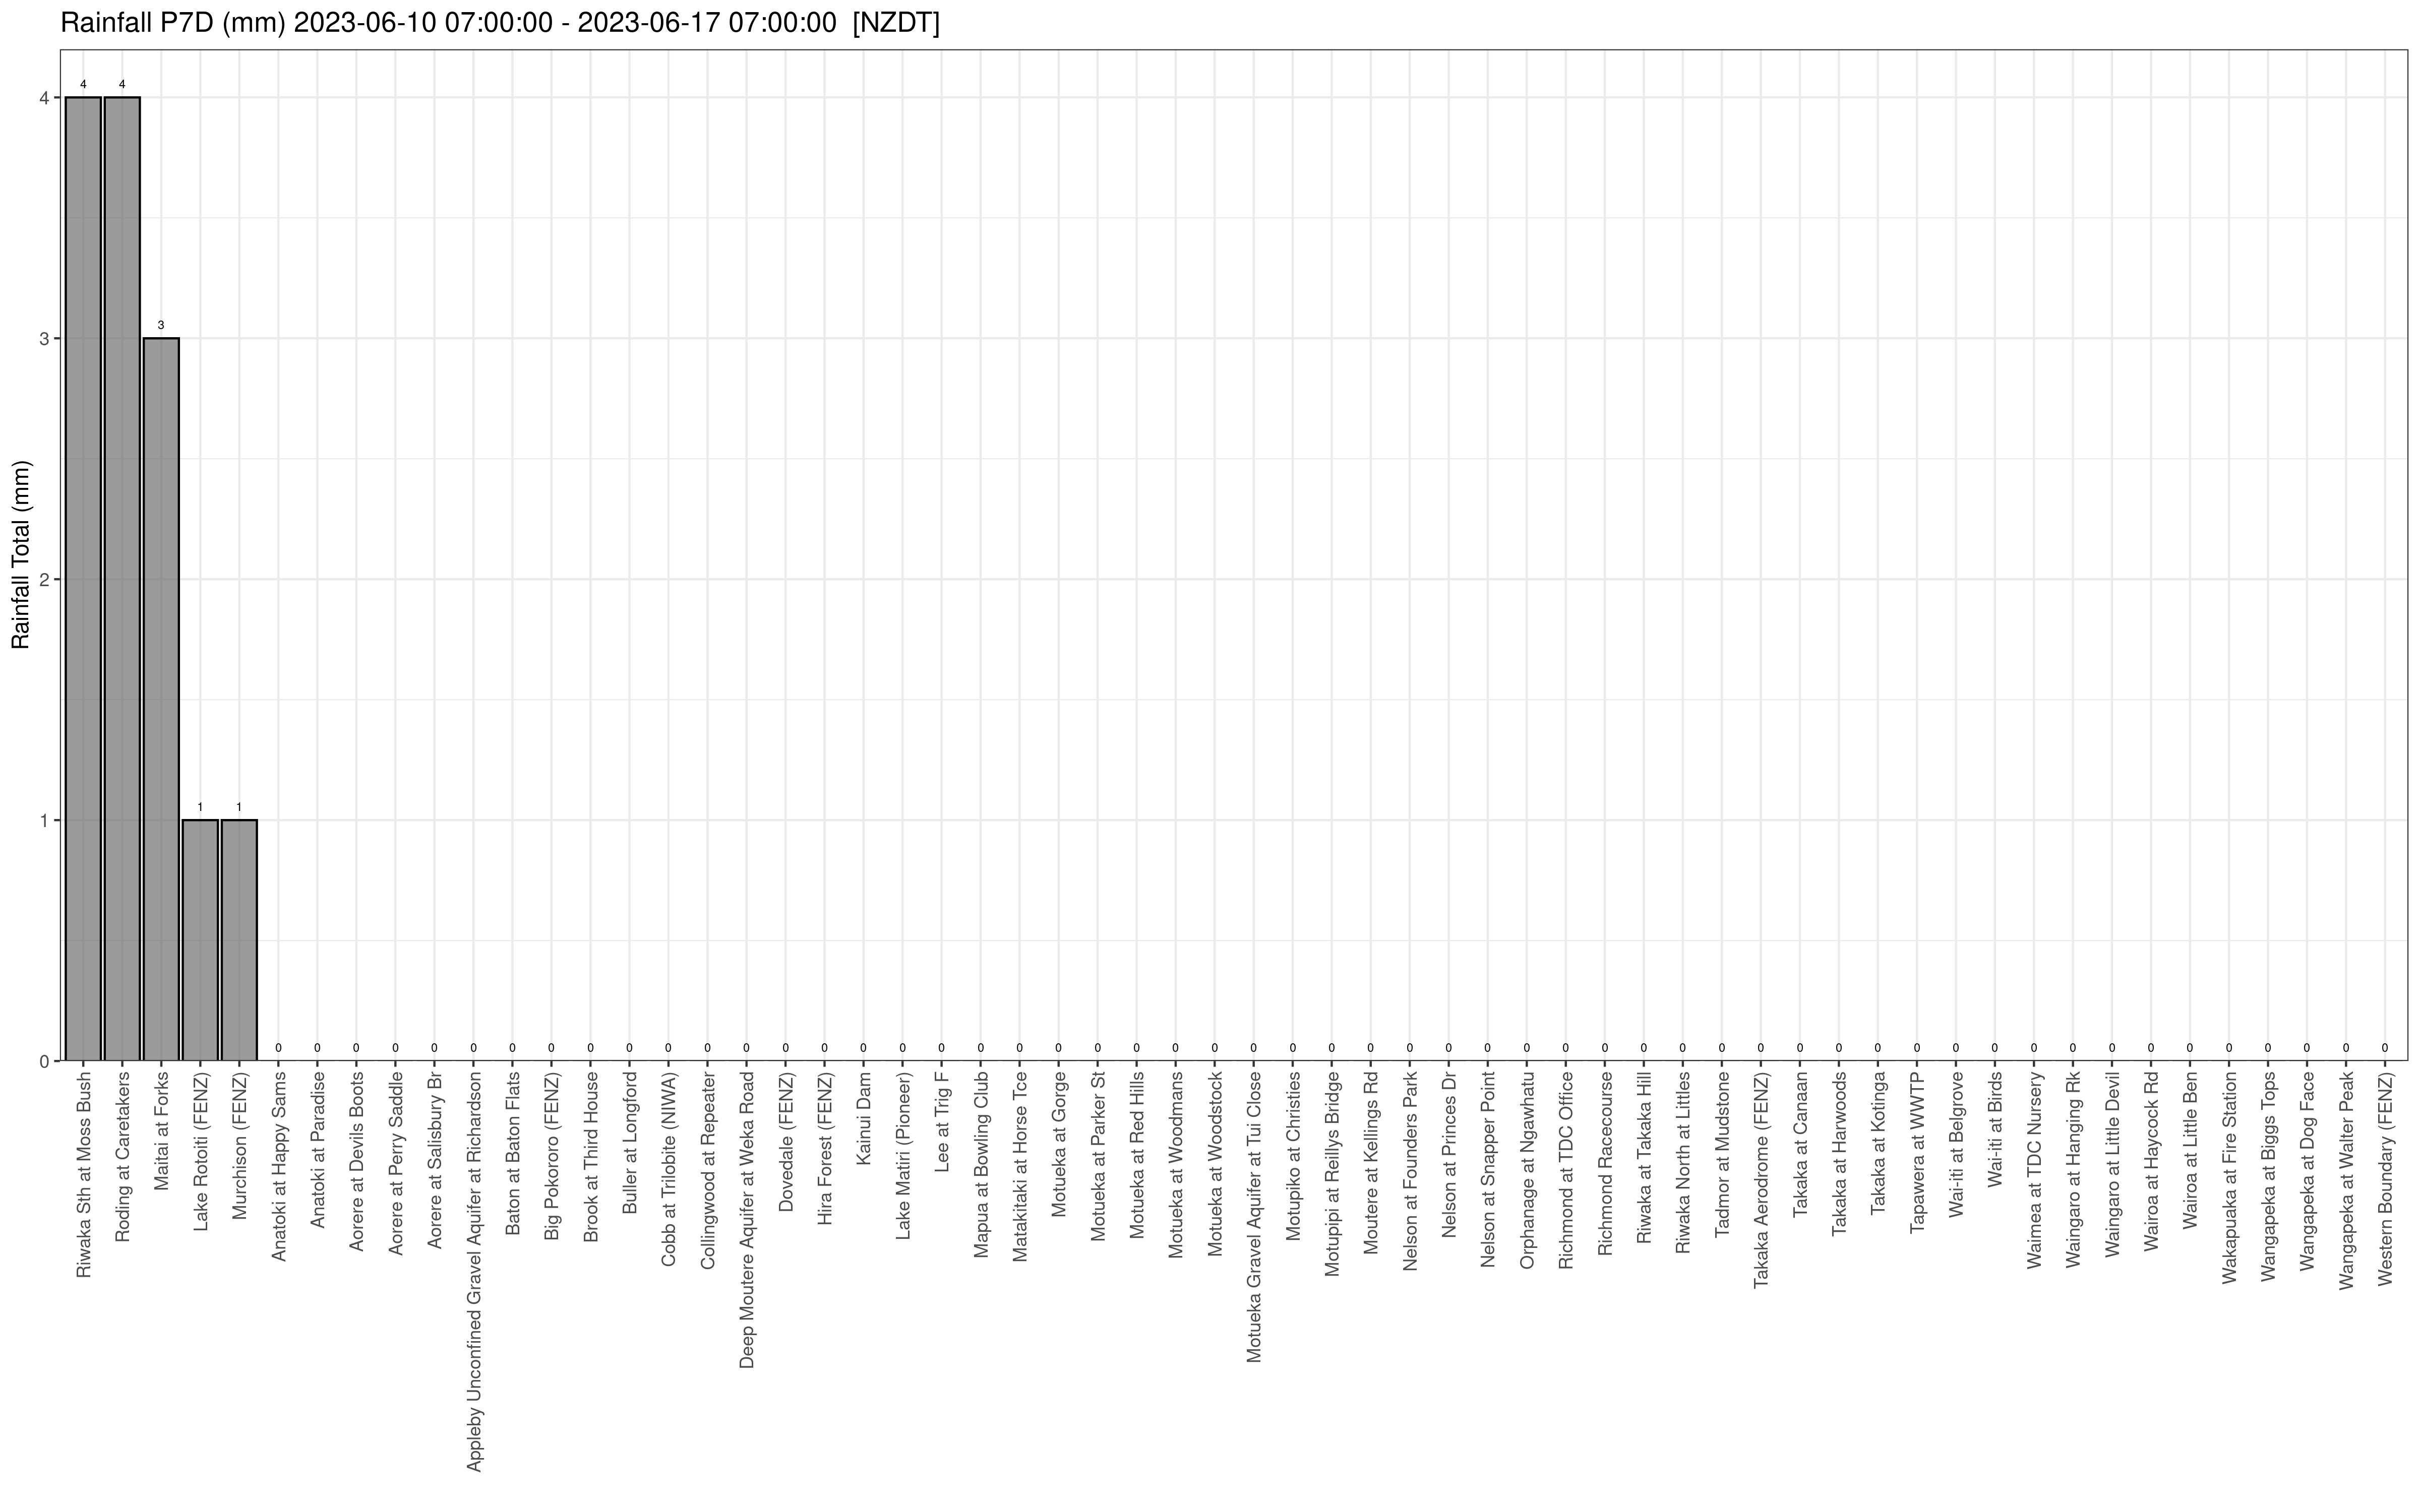 Rainfall P7D (mm) 2023-06-10 07:00:00 - 2023-06-17 07:00:00  [NZDT]
Rainfall Total (mm)
4
3
2
1
0
4 4 3 1 1 0 0 0 0 0 0 0 0 0 0 0 0 0 0 0 0 0 0 0 0 0 0 0 0 0 0 0 0 0 0 0 0 0 0 0 0 0 0 0 0 0 0 0 0 0 0 0 0 0 0 0 0 0 0 0
Riwaka Sth at Moss Bush
Roding at Caretakers
Maitai at Forks
Lake Rotoiti (FENZ)
Murchison (FENZ)
Anatoki at Happy Sams
Anatoki at Paradise
Aorere at Devils Boots
Aorere at Perry Saddle
Aorere at Salisbury Br
Appleby Unconfined Gravel Aquifer at Richardson
Baton at Baton Flats
Big Pokororo (FENZ)
Brook at Third House
Buller at Longford
Cobb at Trilobite (NIWA)
Collingwood at Repeater
Deep Moutere Aquifer at Weka Road
Dovedale (FENZ)
Hira Forest (FENZ)
Kainui Dam
Lake Matiri (Pioneer)
Lee at Trig F
Mapua at Bowling Club
Matakitaki at Horse Tce
Motueka at Gorge
Motueka at Parker St
Motueka at Red Hills
Motueka at Woodmans
Motueka at Woodstock
Motueka Gravel Aquifer at Tui Close
Motupiko at Christies
Motupipi at Reillys Bridge
Moutere at Kellings Rd
Nelson at Founders Park
Nelson at Princes Dr
Nelson at Snapper Point
Orphanage at Ngawhatu
Richmond at TDC Office
Richmond Racecourse
Riwaka at Takaka Hill
Riwaka North at Littles
Tadmor at Mudstone
Takaka Aerodrome (FENZ)
Takaka at Canaan
Takaka at Harwoods
Takaka at Kotinga
Tapawera at WWTP
Wai-iti at Belgrove
Wai-iti at Birds
Waimea at TDC Nursery
Waingaro at Hanging Rk
Waingaro at Little Devil
Wairoa at Haycock Rd
Wairoa at Little Ben
Wakapuaka at Fire Station
Wangapeka at Biggs Tops
Wangapeka at Dog Face
Wangapeka at Walter Peak
Western Boundary (FENZ)